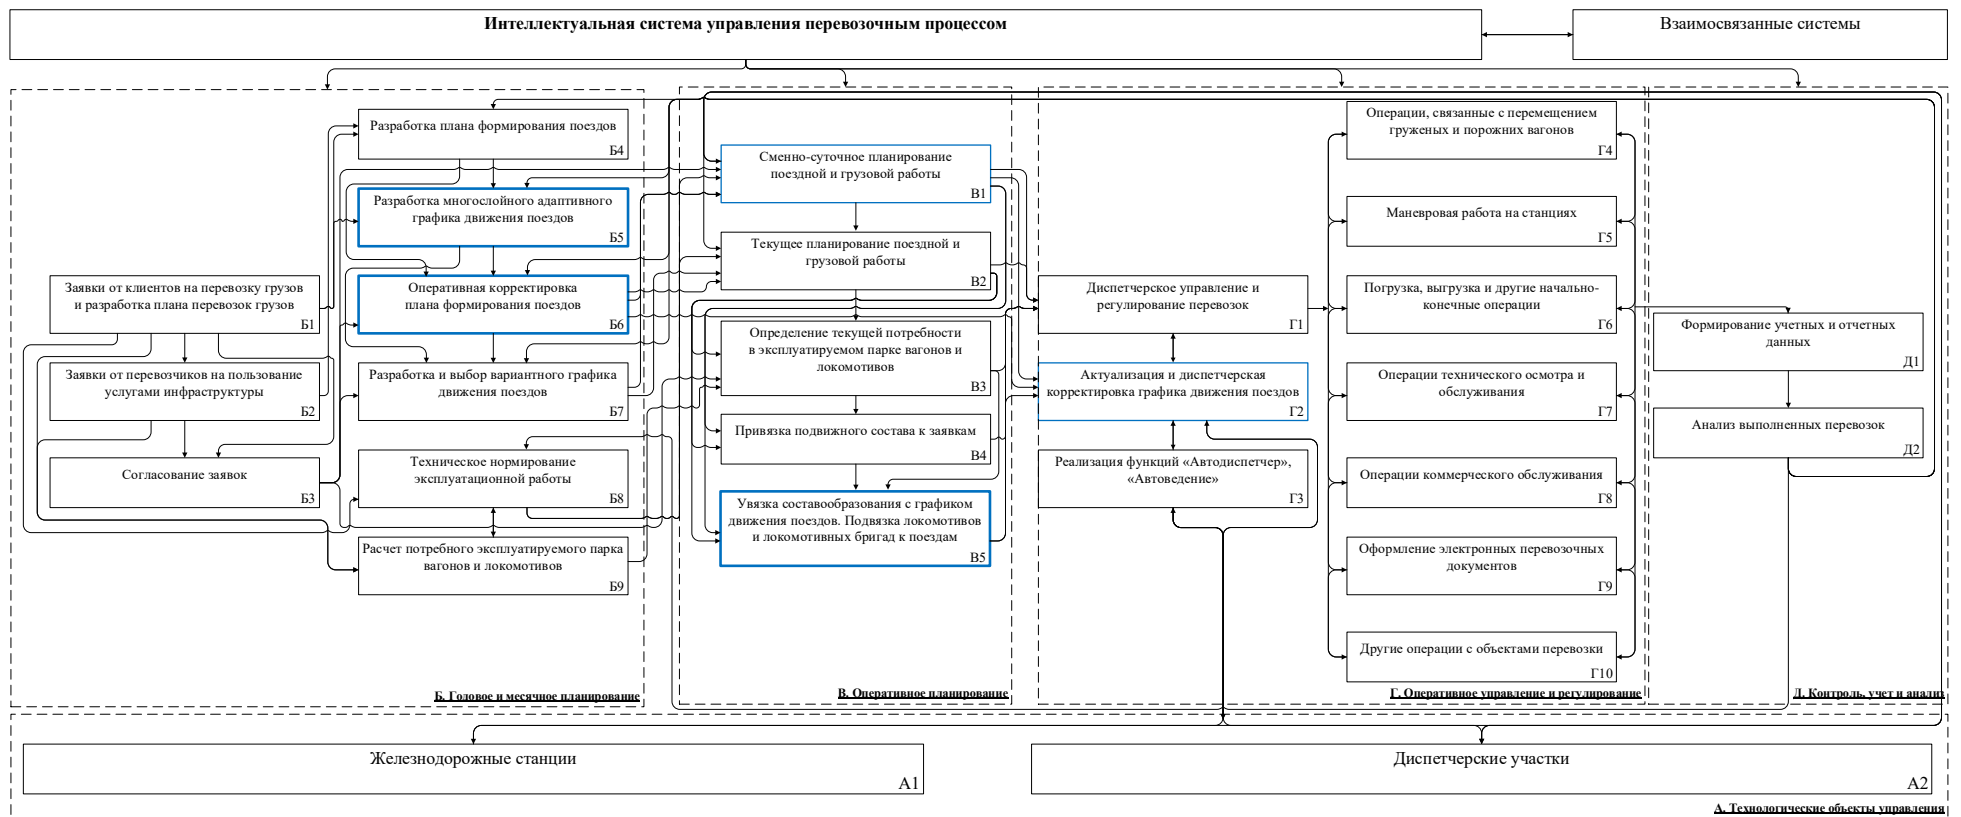 Интеллектуальная система управления перевозочным процессом
Взаимосвязанные системы
Разработка плана формирования поездов
Б4
Разработка многослойного адаптивного
графика движения поездов
Б5
Заявки от клиентов на перевозку грузов
и разработка плана перевозок грузов
Б1
Оперативная корректировка
плана формирования поездов
Б6
Заявки от перевозчиков на пользование
услугами инфраструктуры
Б2
Разработка и выбор вариантного графика
движения поездов
Б7
Согласование заявок
Б3
Техническое нормирование
эксплуатационной работы
Б8
Расчет потребного эксплуатируемого парка
вагонов и локомотивов
Б9
Б. Годовое и месячное планирование
Сменно-суточное планирование
поездной и грузовой работы
В1
Текущее планирование поездной и
грузовой работы
В2
Определение текущей потребности
в эксплуатируемом парке вагонов и
локомотивов
В3
Привязка подвижного состава к заявкам
В4
Увязка составообразования с графиком
движения поездов. Подвязка локомотивов
и локомотивных бригад к поездам
В5
В. Оперативное планирование
Диспетчерское управление и
регулирование перевозок
Г1
Актуализация и диспетчерская
корректировка графика движения поездов
Г2
Реализация функций «Автодиспетчер»,
«Автоведение»
Г3
Операции, связанные с перемещением
груженых и порожних вагонов
Г4
Маневровая работа на станциях
Г5
Погрузка, выгрузка и другие начально-
конечные операции
Г6
Операции технического осмотра и
обслуживания
Г7
Операции коммерческого обслуживания
Г8
Оформление электронных перевозочных
документов
Г9
Другие операции с объектами перевозки
Г10
Г. Оперативное управление и регулирование
Формирование учетных и отчетных
данных
Д1
Анализ выполненных перевозок
Д2
Д. Контроль, учет и анализ
Железнодорожные станции
А1
Диспетчерские участки
А2
А. Технологические объекты управления